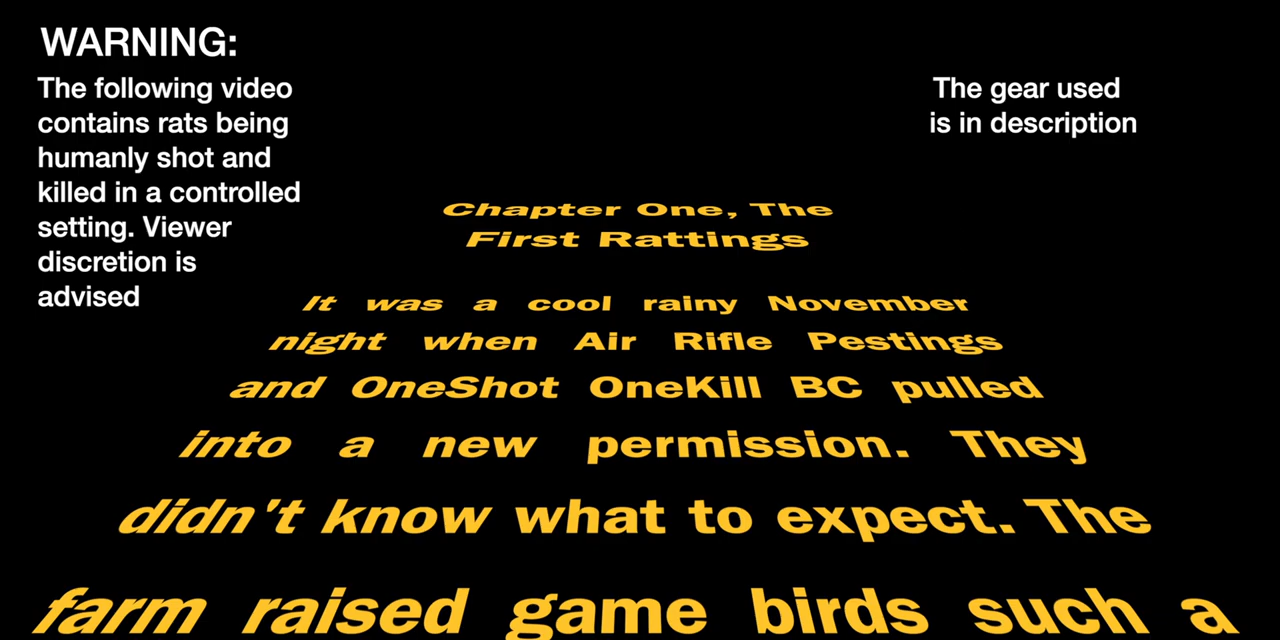 WARNING:
The following video
contains rats being
humanly shot and
killed in a controlled
setting. Viewer
discretion is
advised
The gear used
is in description
Chapter One, The
First Rattings
It was a cool rainy November
night when Air Rifle Pestings
and OneShot OneKill BC pulled
into a new permission. They
didn't know what to expect. The
farm raised game birds such a